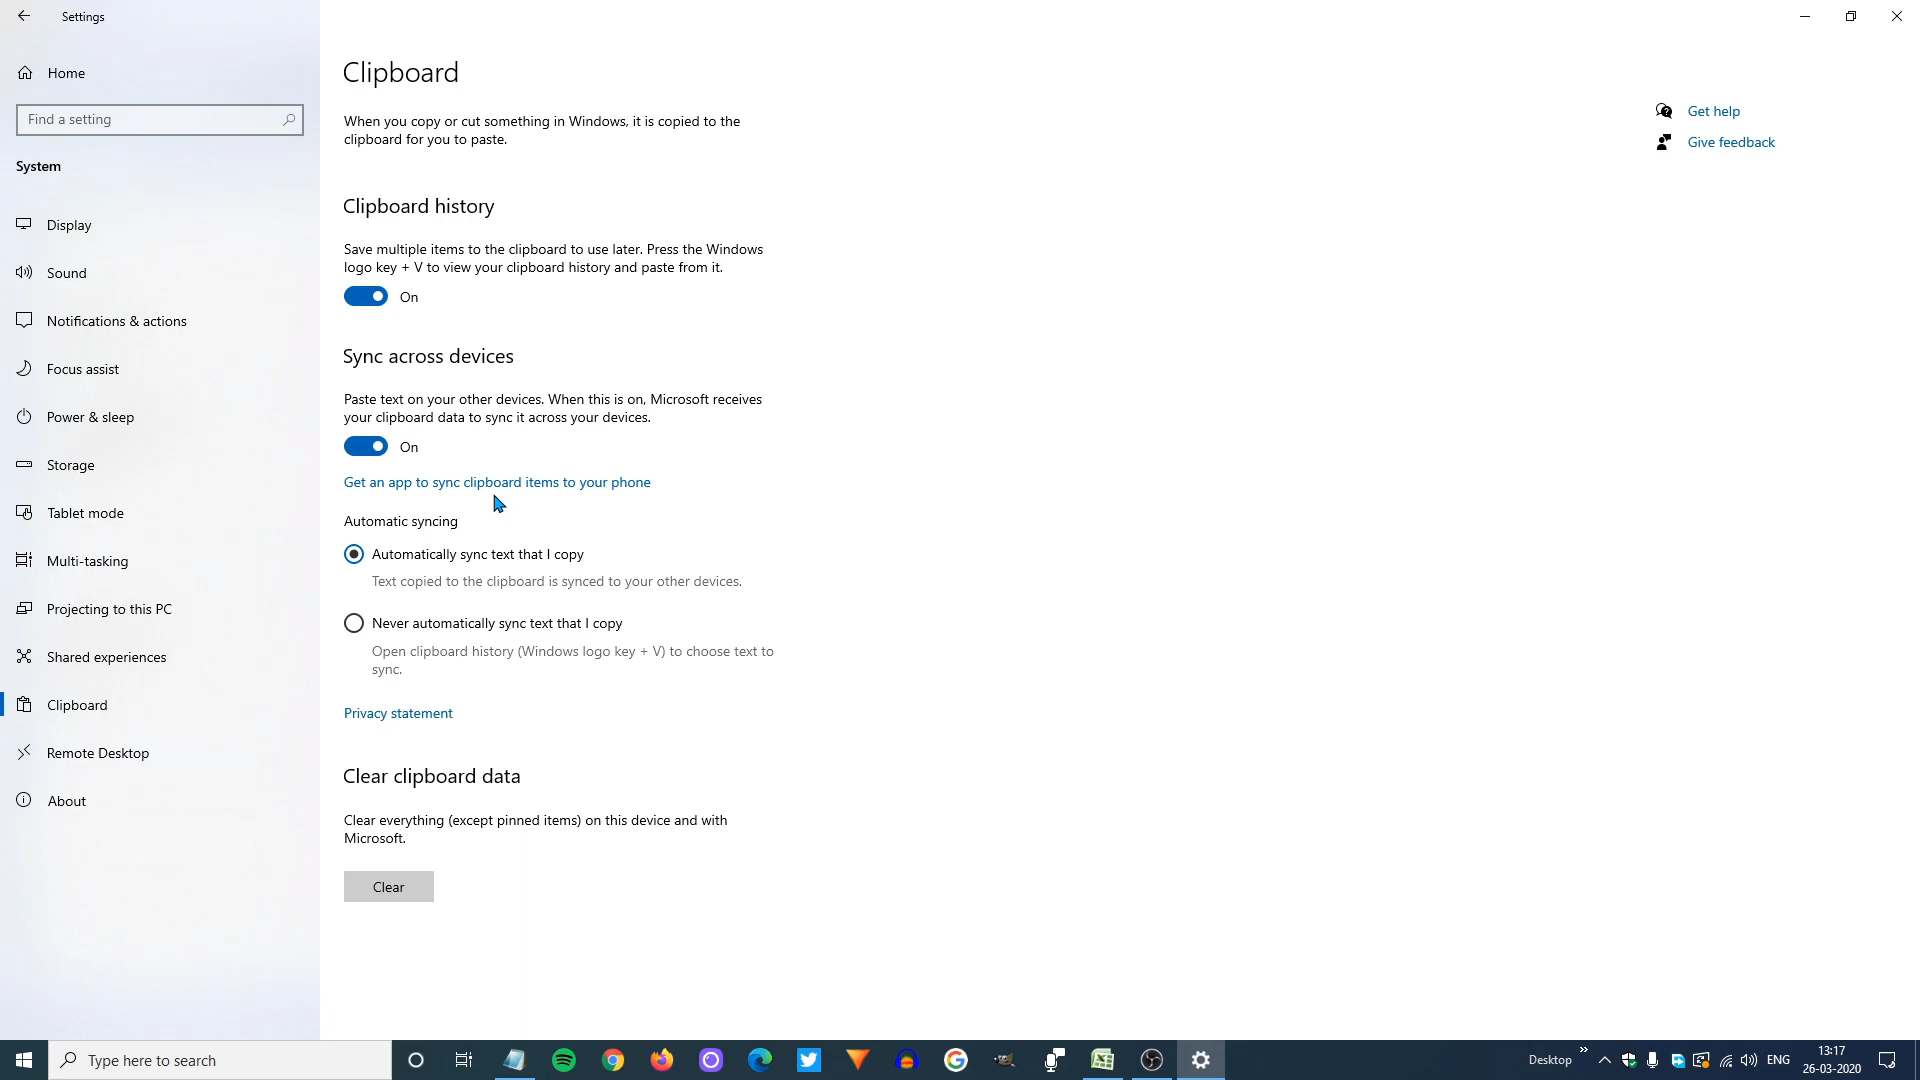 Settings
Home
Find a setting
System
Display
Sound
Notifications & actions
Focus assist
Power & sleep
Storage
Tablet mode
Multi-tasking
Projecting to this PC
Shared experiences
Clipboard
Remote Desktop
About
Clipboard
When you copy or cut something in Windows, it is copied to the
clipboard for you to paste.
Clipboard history
Save multiple items to the clipboard to use later. Press the Windows
logo key + V to view your clipboard history and paste from it.
On
Sync across devices
Paste text on your other devices. When this is on, Microsoft receives
your clipboard data to sync it across your devices.
On
Get an app to sync clipboard items to your phone
Automatic syncing
Automatically sync text that I copy
Text copied to the clipboard is synced to your other devices.
Never automatically sync text that I copy
Open clipboard history (Windows logo key + V) to choose text to
sync.
Privacy statement
Clear clipboard data
Clear everything (except pinned items) on this device and with
Microsoft.
Clear
Get help
Give feedback
Type here to search
Desktop
ENG
13:17
26-03-2020